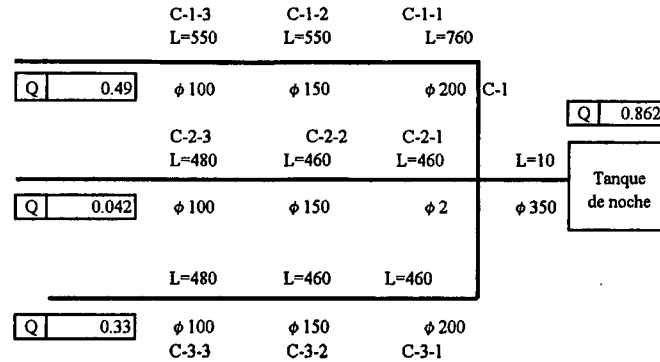 C-1-3 C-1-2 C-1-1
L=550 L=550 L=760
Q 0.49 φ 100 φ 150 φ 200 C-1
Q 0.862
C-2-3 C-2-2 C-2-1
L=480 L=460 L=460 L=10
Tanque
de noche
Q 0.042 φ 100 φ 150 φ 2 φ 350
L=480 L=460 L=460
Q 0.33 φ 100 φ 150 φ 200
C-3-3 C-3-2 C-3-1